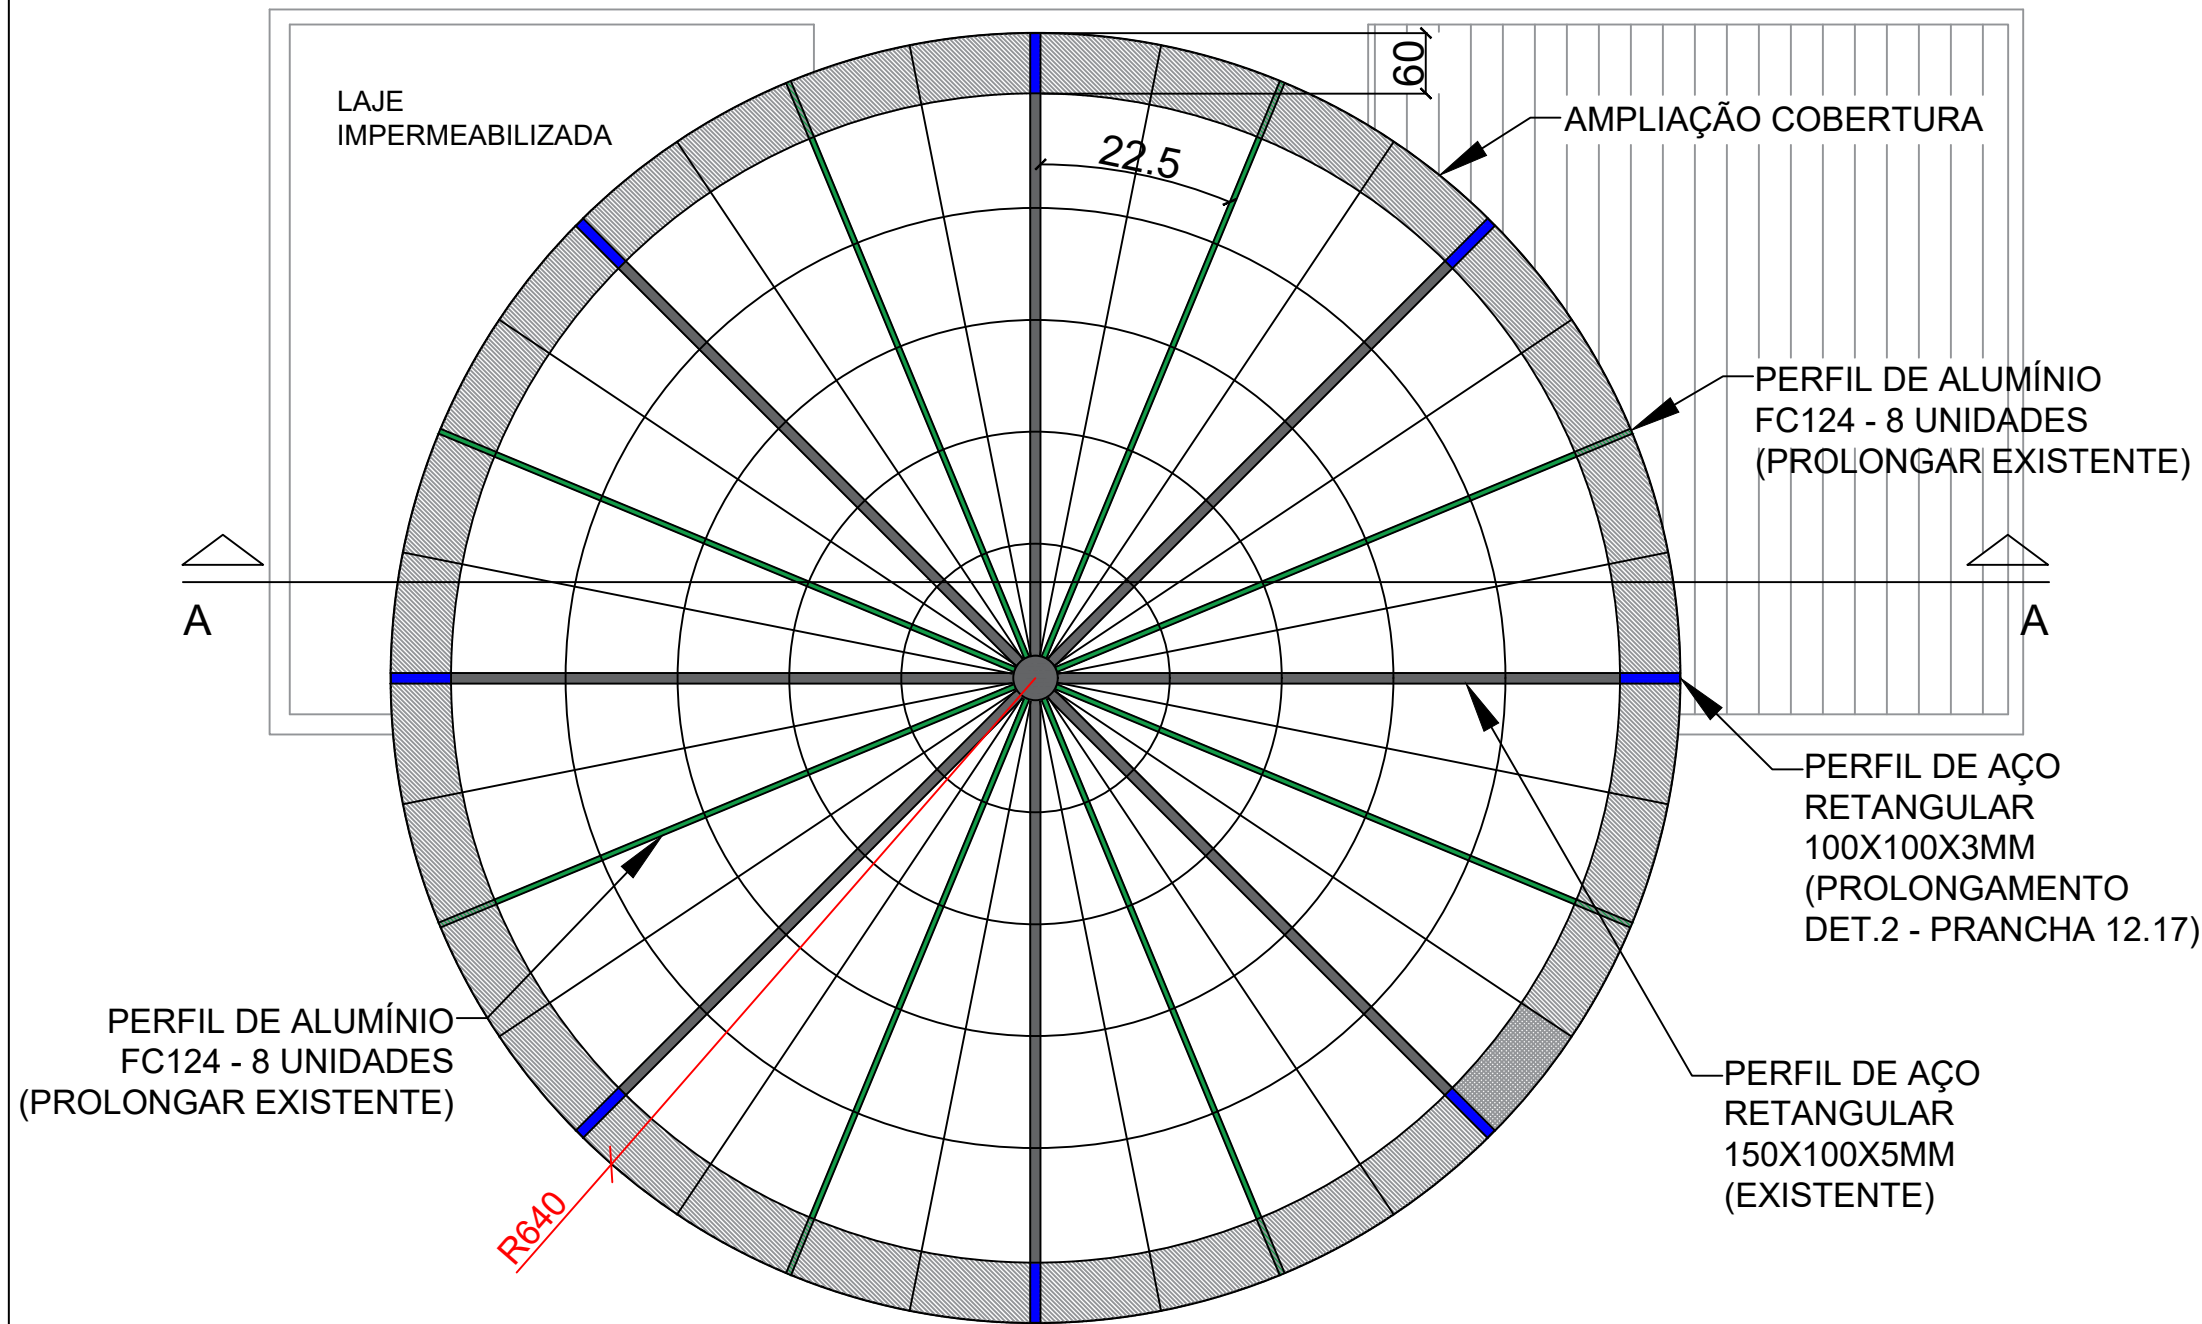 60
LAJE
IMPERMEABILIZADA
AMPLIAÇÃO COBERTURA
22.5
PERFIL DE ALUMÍNIO
FC124 - 8 UNIDADES
(PROLONGAR EXISTENTE)
A
A
PERFIL DE AÇO
RETANGULAR
100X100X3MM
(PROLONGAMENTO
DET.2 - PRANCHA 12.17)
PERFIL DE ALUMÍNIO
FC124 - 8 UNIDADES
(PROLONGAR EXISTENTE)
PERFIL DE AÇO
RETANGULAR
150X100X5MM
(EXISTENTE)
R640